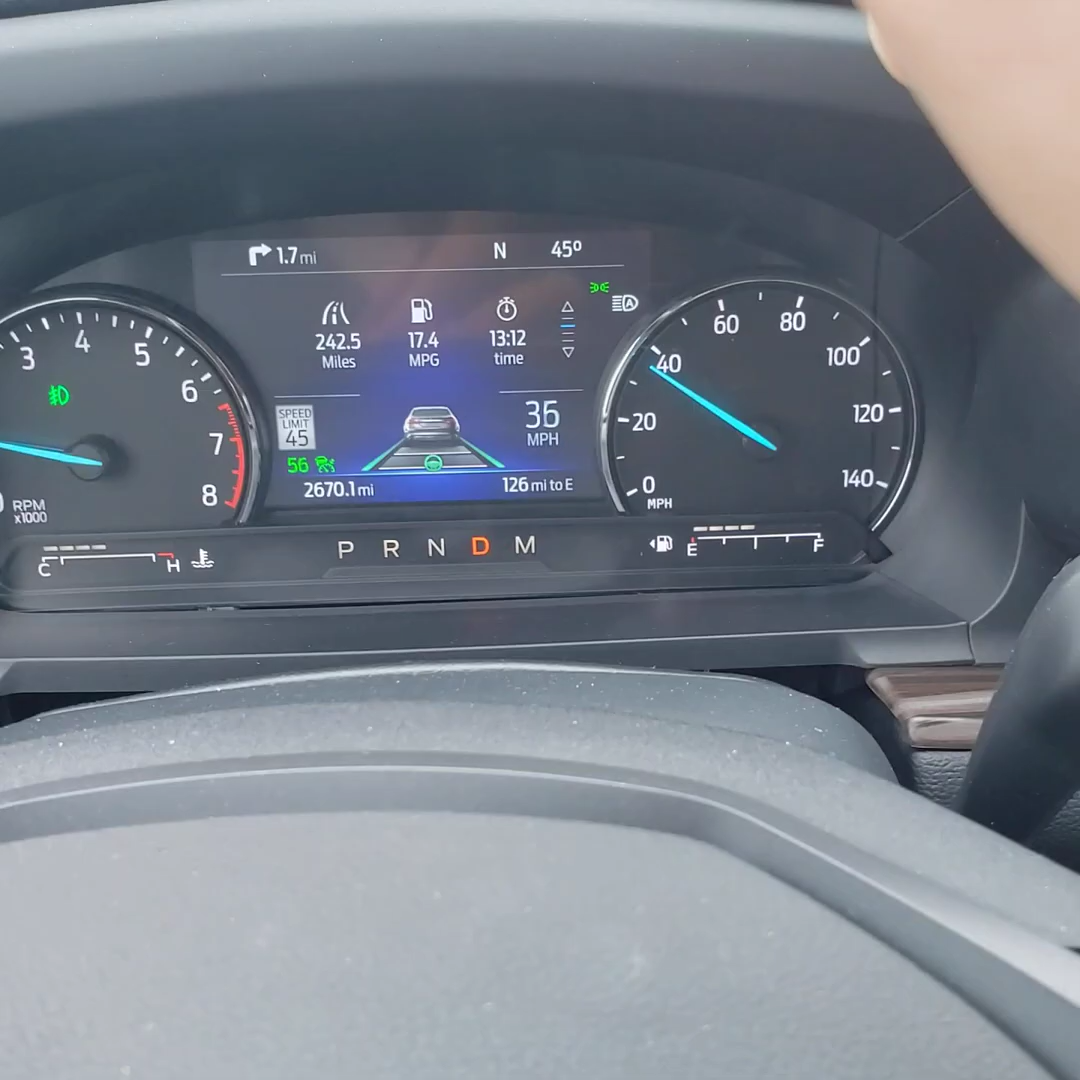 1.7 mi
N
45°
242.5
Miles
17.4
MPG
13:12
time
SPEED
LIMIT
45
56
36
MPH
2670.1 mi
126 mi to E
3
4
5
6
7
8
RPM
x1000
0
20
40
60
80
100
120
140
MPH
C
H
P R N D M
E
F